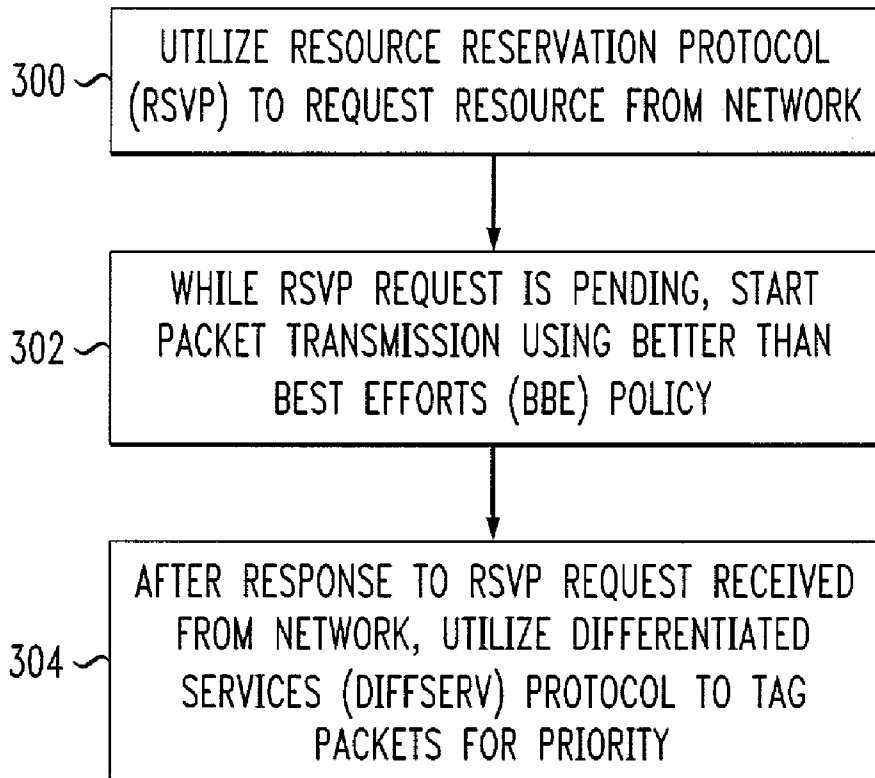 UTILIZE RESOURCE RESERVATION PROTOCOL
300
(RSVP) TO REQUEST RESOURCE FROM NETWORK
WHILE RSVP REQUEST IS PENDING, START
302
PACKET TRANSMISSION USING BETTER THAN
BEST EFFORTS (BBE) POLICY
AFTER RESPONSE TO RSVP REQUEST RECEIVED
FROM NETWORK, UTILIZE DIFFERENTIATED
304
SERVICES (DIFFSERV) PROTOCOL TO TAG
PACKETS FOR PRIORITY